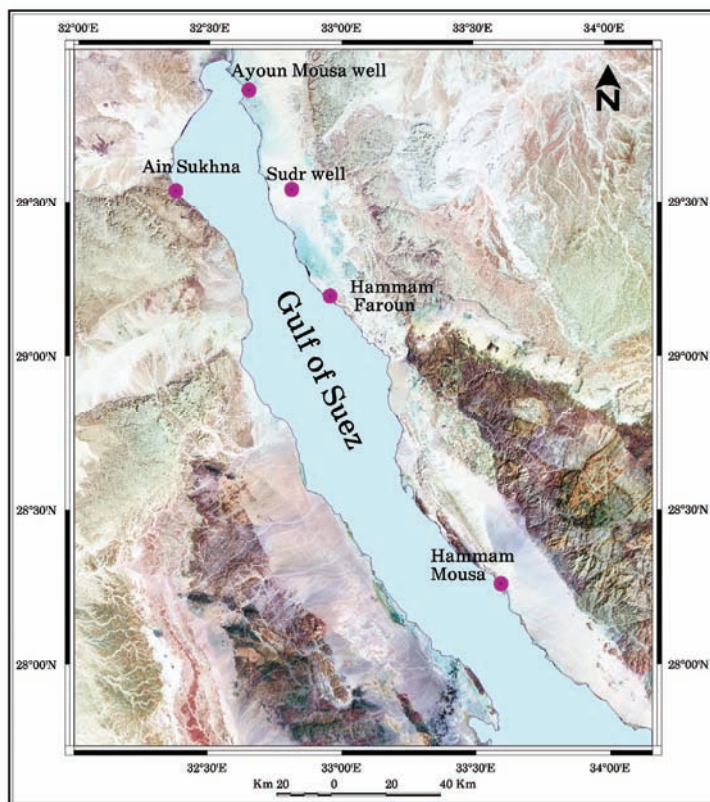 32°00'E 32°30'E 33°00'E 33°30'E 34°00'E
Ayoun Mousa well
N
Ain Sukhna
Sudr well
29°30'N 29°30'N
Hammam
Faroun
Gulf of Suez
29°00'N 29°00'N
28°30'N 28°30'N
Hammam
Mousa
28°00'N 28°00'N
32°30'E 33°00'E 33°30'E 34°00'E
Km 20 0 20 40 Km